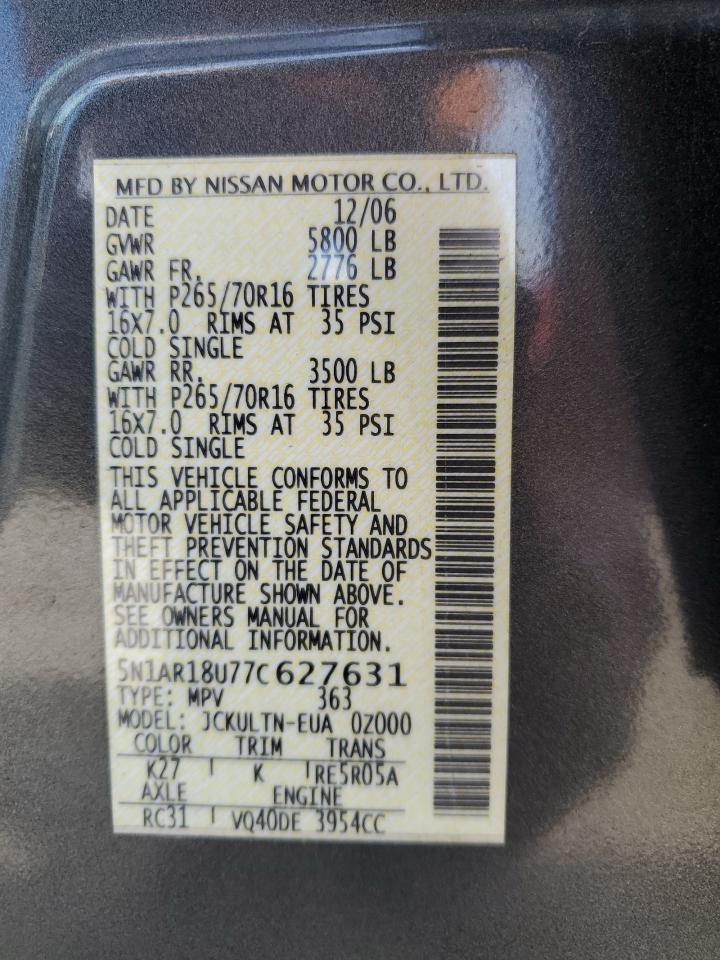 MFD BY NISSAN MOTOR CO., LTD.
DATE 12/06
GVWR 5800 LB
GAWR FR. 2776 LB
WITH P265/70R16 TIRES
16X7.0 RIMS AT 35 PSI
COLD SINGLE
GAWR RR. 3500 LB
WITH P265/70R16 TIRES
16X7.0 RIMS AT 35 PSI
COLD SINGLE
THIS VEHICLE CONFORMS TO
ALL APPLICABLE FEDERAL
MOTOR VEHICLE SAFETY AND
THEFT PREVENTION STANDARDS
IN EFFECT ON THE DATE OF
MANUFACTURE SHOWN ABOVE.
SEE OWNERS MANUAL FOR
ADDITIONAL INFORMATION.
5N1AR18U77C627631
TYPE: MPV 363
MODEL: JCKULTN-EUA 0Z000
COLOR TRIM TRANS
K27 K RE5R05A
AXLE ENGINE
RC31 VQ40DE 3954CC